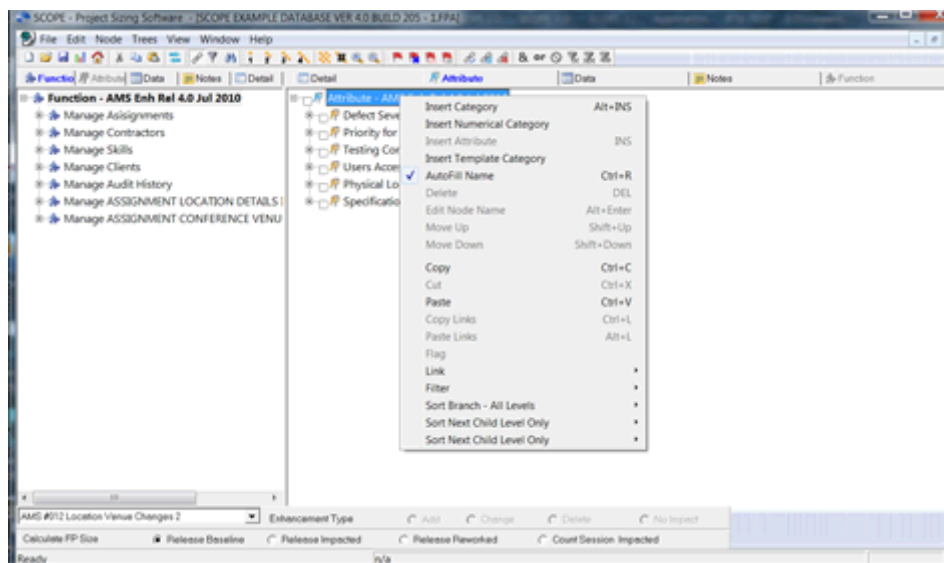 SCOPE - Project Sizing Software - [SCOPE EXAMPLE DATABASE VER 4.0 BUILD 205 - 1.FPA]
File Edit Node Trees View Window Help
& or
Functio Attribute Data Notes Detail Detail Attribute Data Notes Function
Function - AMS Enh Rel 4.0 Jul 2010
Manage Asisignments
Manage Contractors
Manage Skills
Manage Clients
Manage Audit History
Manage ASSIGNMENT LOCATION DETAILS
Manage ASSIGNMENT CONFERENCE VENU
Attribute - AM
Defect Seve
Priority for
Testing Cor
Users Acces
Physical Lo
Specificatio
Insert Category Alt+INS
Insert Numerical Category
Insert Attribute INS
Insert Template Category
AutoFill Name Ctrl+R
Delete DEL
Edit Node Name Alt+Enter
Move Up Shift+Up
Move Down Shift+Down
Copy Ctrl+C
Cut Ctrl+X
Paste Ctrl+V
Copy Links Ctrl+L
Paste Links Alt+L
Flag
Link
Filter
Sort Branch - All Levels
Sort Next Child Level Only
Sort Next Child Level Only
AMS #012 Location Venue Changes 2 Enhancement Type Add Change Delete No Impact
Calculate FP Size Release Baseline Release Impacted Release Reworked Count Session Impacted
Ready n/a